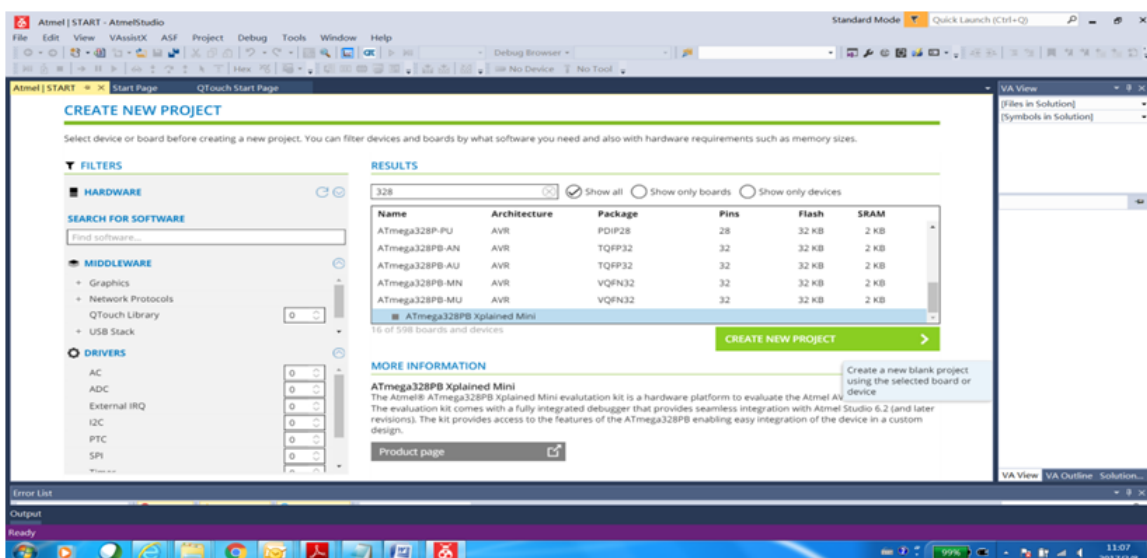 Atmel | START - AtmelStudio
Standard Mode
Quick Launch (Ctrl+Q)
File Edit View VAssistX ASF Project Debug Tools Window Help
Debug Browser
Hex
No Device
No Tool
Atmel | START
Start Page
QTouch Start Page
VA View
CREATE NEW PROJECT
[Files in Solution]
[Symbols in Solution]
Select device or board before creating a new project. You can filter devices and boards by what software you need and also with hardware requirements such as memory sizes.
FILTERS
RESULTS
HARDWARE
328
Show all
Show only boards
Show only devices
SEARCH FOR SOFTWARE
Find software...
Name Architecture Package Pins Flash SRAM
ATmega328P-PU AVR PDIP28 28 32 KB 2 KB
ATmega328PB-AN AVR TQFP32 32 32 KB 2 KB
ATmega328PB-AU AVR TQFP32 32 32 KB 2 KB
ATmega328PB-MN AVR VQFN32 32 32 KB 2 KB
ATmega328PB-MU AVR VQFN32 32 32 KB 2 KB
ATmega328PB Xplained Mini
16 of 598 boards and devices
MIDDLEWARE
+ Graphics
+ Network Protocols
QTouch Library 0
+ USB Stack
DRIVERS
AC 0
ADC 0
External IRQ 0
I2C 0
PTC 0
SPI 0
CREATE NEW PROJECT
Create a new blank project
using the selected board or
device
MORE INFORMATION
ATmega328PB Xplained Mini
The Atmel® ATmega328PB Xplained Mini evalutation kit is a hardware platform to evaluate the Atmel AV
The evaluation kit comes with a fully integrated debugger that provides seamless integration with Atmel Studio 6.2 (and later
revisions). The kit provides access to the features of the ATmega328PB enabling easy integration of the device in a custom
design.
Product page
VA View VA Outline Solution...
Error List
Output
Ready
99%
11:07